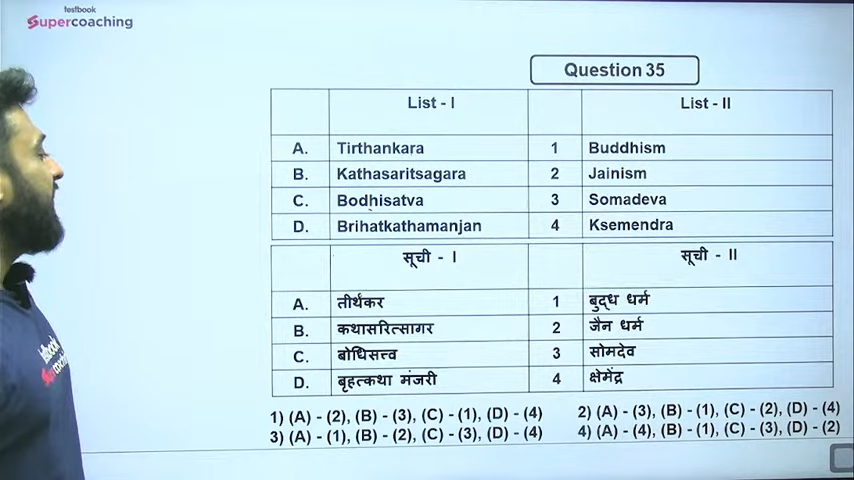 testbook
Supercoaching
Question 35
List - I List - II
A. Tirthankara 1 Buddhism
B. Kathasaritsagara 2 Jainism
C. Bodhisatva 3 Somadeva
D. Brihatkathamanjan 4 Ksemendra
सूची - I सूची - II
A. तीर्थकर 1 बुद्ध धर्म
B. कथासरित्सागर 2 जैन धर्म
C. बोधिसत्त्व 3 सोमदेव
D. बृहत्कथा मंजरी 4 क्षेमेंद्र
1) (A) - (2), (B) - (3), (C) - (1), (D) - (4) 2) (A) - (3), (B) - (1), (C) - (2), (D) - (4)
3) (A) - (1), (B) - (2), (C) - (3), (D) - (4) 4) (A) - (4), (B) - (1), (C) - (3), (D) - (2)